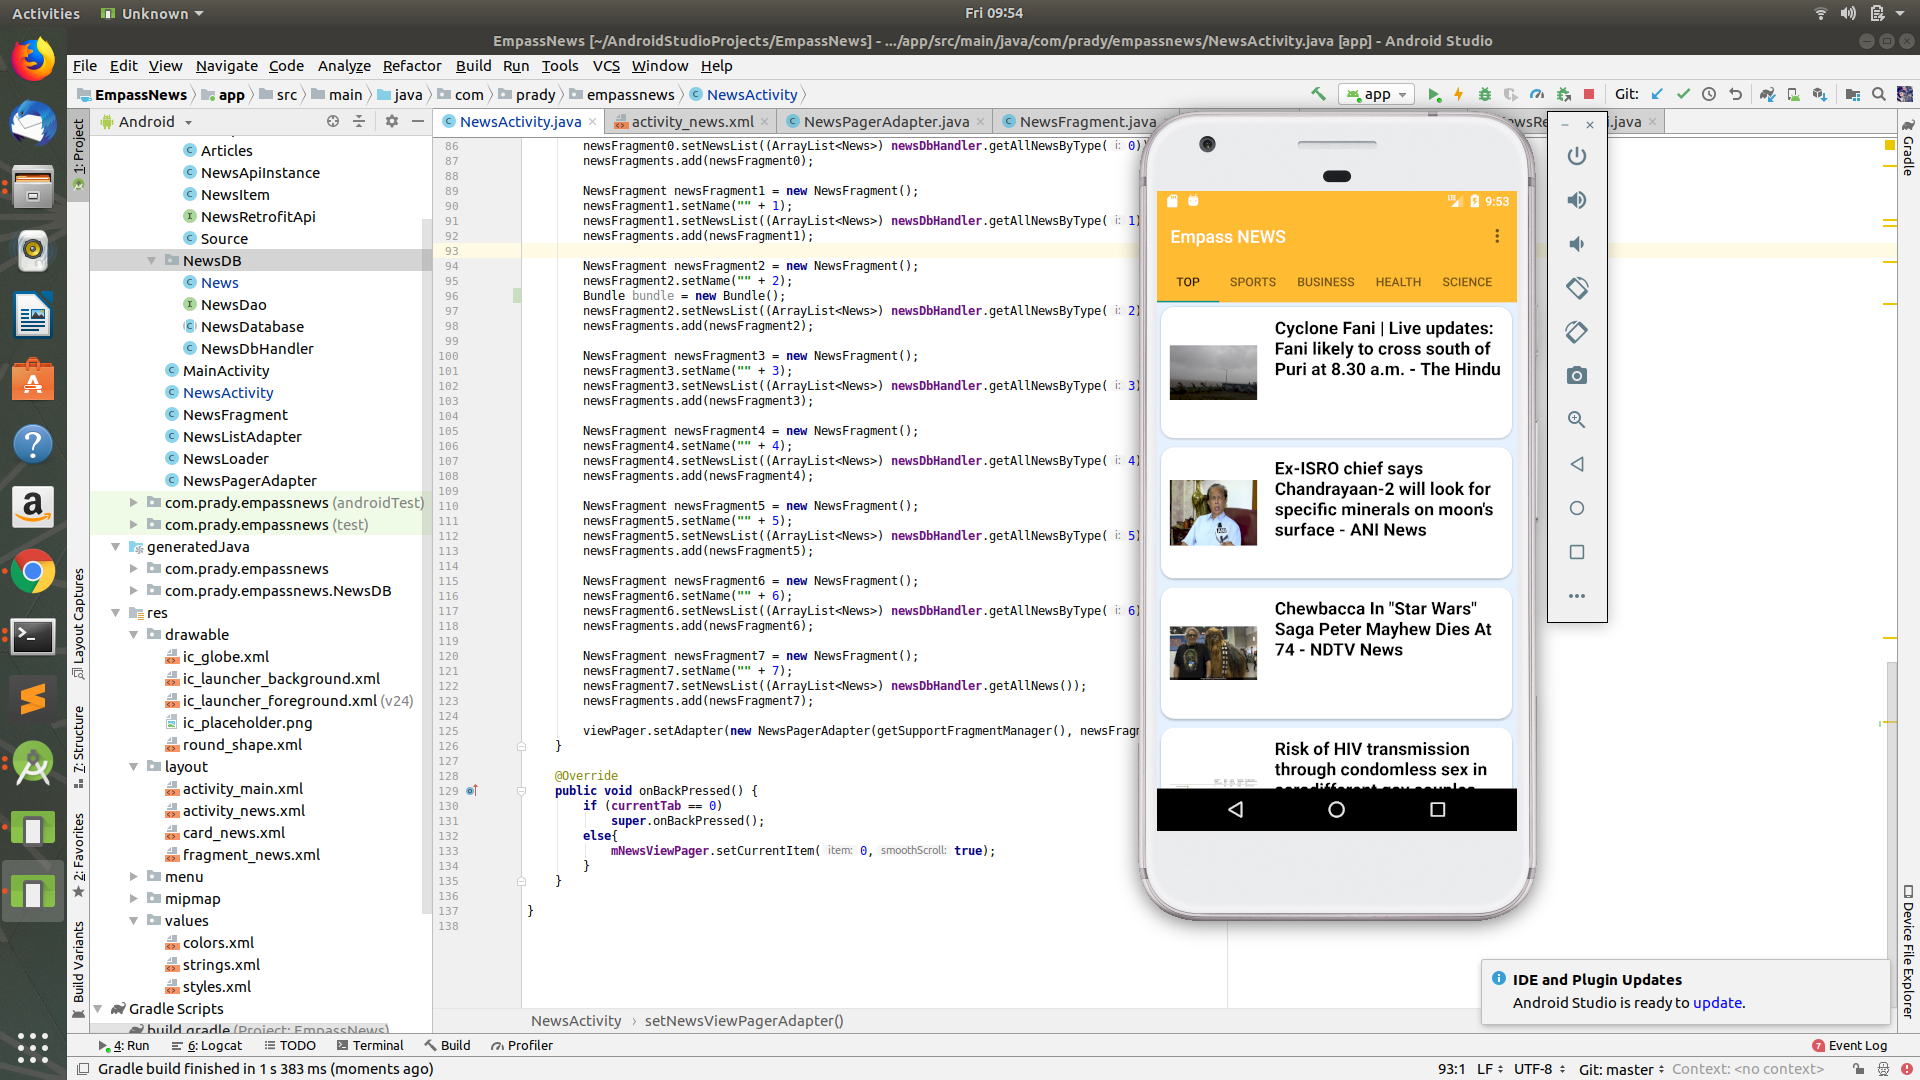 Activities
Unknown
Fri 09:54
EmpassNews [~/AndroidStudioProjects/EmpassNews] - .../app/src/main/java/com/prady/empassnews/NewsActivity.java [app] - Android Studio
File Edit View Navigate Code Analyze Refactor Build Run Tools VCS Window Help
EmpassNews app src main java com prady empassnews NewsActivity
app
Git:
Android
NewsActivity.java activity_news.xml NewsPagerAdapter.java NewsFragment.java
1: Project
Layout Captures
7: Structure
2: Favorites
Build Variants
Articles
NewsApiInstance
NewsItem
NewsRetrofitApi
Source
NewsDB
News
NewsDao
NewsDatabase
NewsDbHandler
MainActivity
NewsActivity
NewsFragment
NewsListAdapter
NewsLoader
NewsPagerAdapter
com.prady.empassnews (androidTest)
com.prady.empassnews (test)
generatedJava
com.prady.empassnews
com.prady.empassnews.NewsDB
res
drawable
ic_globe.xml
ic_launcher_background.xml
ic_launcher_foreground.xml (v24)
ic_placeholder.png
round_shape.xml
layout
activity_main.xml
activity_news.xml
card_news.xml
fragment_news.xml
menu
mipmap
values
colors.xml
strings.xml
styles.xml
Gradle Scripts
build.gradle (Project: EmpassNews)
86 newsFragment0.setNewsList((ArrayList<News>) newsDbHandler.getAllNewsByType( i: 0))
87 newsFragments.add(newsFragment0);
88
89 NewsFragment newsFragment1 = new NewsFragment();
90 newsFragment1.setName("" + 1);
91 newsFragment1.setNewsList((ArrayList<News>) newsDbHandler.getAllNewsByType( i: 1)
92 newsFragments.add(newsFragment1);
93
94 NewsFragment newsFragment2 = new NewsFragment();
95 newsFragment2.setName("" + 2);
96 Bundle bundle = new Bundle();
97 newsFragment2.setNewsList((ArrayList<News>) newsDbHandler.getAllNewsByType( i: 2)
98 newsFragments.add(newsFragment2);
99
100 NewsFragment newsFragment3 = new NewsFragment();
101 newsFragment3.setName("" + 3);
102 newsFragment3.setNewsList((ArrayList<News>) newsDbHandler.getAllNewsByType( i: 3)
103 newsFragments.add(newsFragment3);
104
105 NewsFragment newsFragment4 = new NewsFragment();
106 newsFragment4.setName("" + 4);
107 newsFragment4.setNewsList((ArrayList<News>) newsDbHandler.getAllNewsByType( i: 4)
108 newsFragments.add(newsFragment4);
109
110 NewsFragment newsFragment5 = new NewsFragment();
111 newsFragment5.setName("" + 5);
112 newsFragment5.setNewsList((ArrayList<News>) newsDbHandler.getAllNewsByType( i: 5)
113 newsFragments.add(newsFragment5);
114
115 NewsFragment newsFragment6 = new NewsFragment();
116 newsFragment6.setName("" + 6);
117 newsFragment6.setNewsList((ArrayList<News>) newsDbHandler.getAllNewsByType( i: 6)
118 newsFragments.add(newsFragment6);
119
120 NewsFragment newsFragment7 = new NewsFragment();
121 newsFragment7.setName("" + 7);
122 newsFragment7.setNewsList((ArrayList<News>) newsDbHandler.getAllNews());
123 newsFragments.add(newsFragment7);
124
125 viewPager.setAdapter(new NewsPagerAdapter(getSupportFragmentManager(), newsFragm
126 }
127
128 @Override
129 public void onBackPressed() {
130 if (currentTab == 0)
131 super.onBackPressed();
132 else{
133 mNewsViewPager.setCurrentItem( item: 0, smoothScroll: true);
134 }
135 }
136
137 }
138
9:53
Empass NEWS
TOP SPORTS BUSINESS HEALTH SCIENCE
Cyclone Fani | Live updates:
Fani likely to cross south of
Puri at 8.30 a.m. - The Hindu
Ex-ISRO chief says
Chandrayaan-2 will look for
specific minerals on moon's
surface - ANI News
Chewbacca In "Star Wars"
Saga Peter Mayhew Dies At
74 - NDTV News
Risk of HIV transmission
through condomless sex in
serodifferent gay couples
Gradle
Device File Explorer
IDE and Plugin Updates
Android Studio is ready to update.
NewsActivity › setNewsViewPagerAdapter()
4: Run 6: Logcat TODO Terminal Build Profiler
7 Event Log
Gradle build finished in 1 s 383 ms (moments ago)
93:1 LF UTF-8 Git: master Context: <no context>